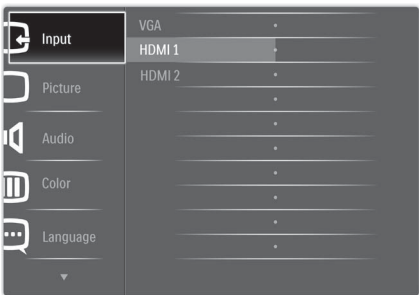 Input
Picture
Audio
Color
Language
VGA
HDMI 1
HDMI 2